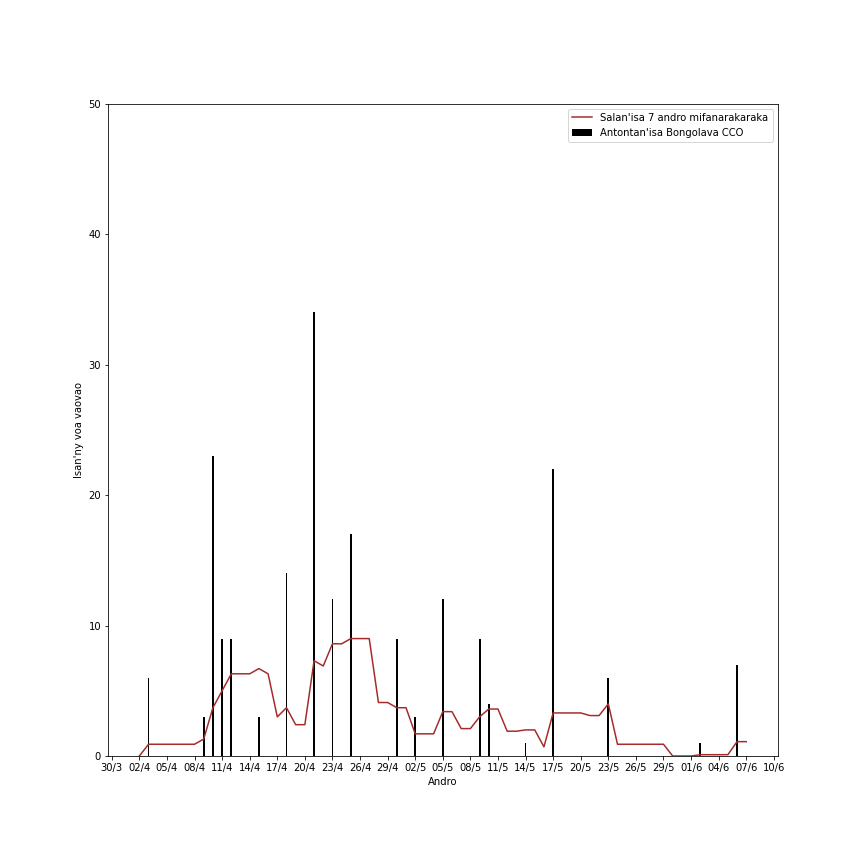 50
40
30
20
10
0
Isan'ny voa vaovao
Salan'isa 7 andro mifanarakaraka
Antontan'isa Bongolava CCO
30/3 02/4 05/4 08/4 11/4 14/4 17/4 20/4 23/4 26/4 29/4 02/5 05/5 08/5 11/5 14/5 17/5 20/5 23/5 26/5 29/5 01/6 04/6 07/6 10/6
Andro